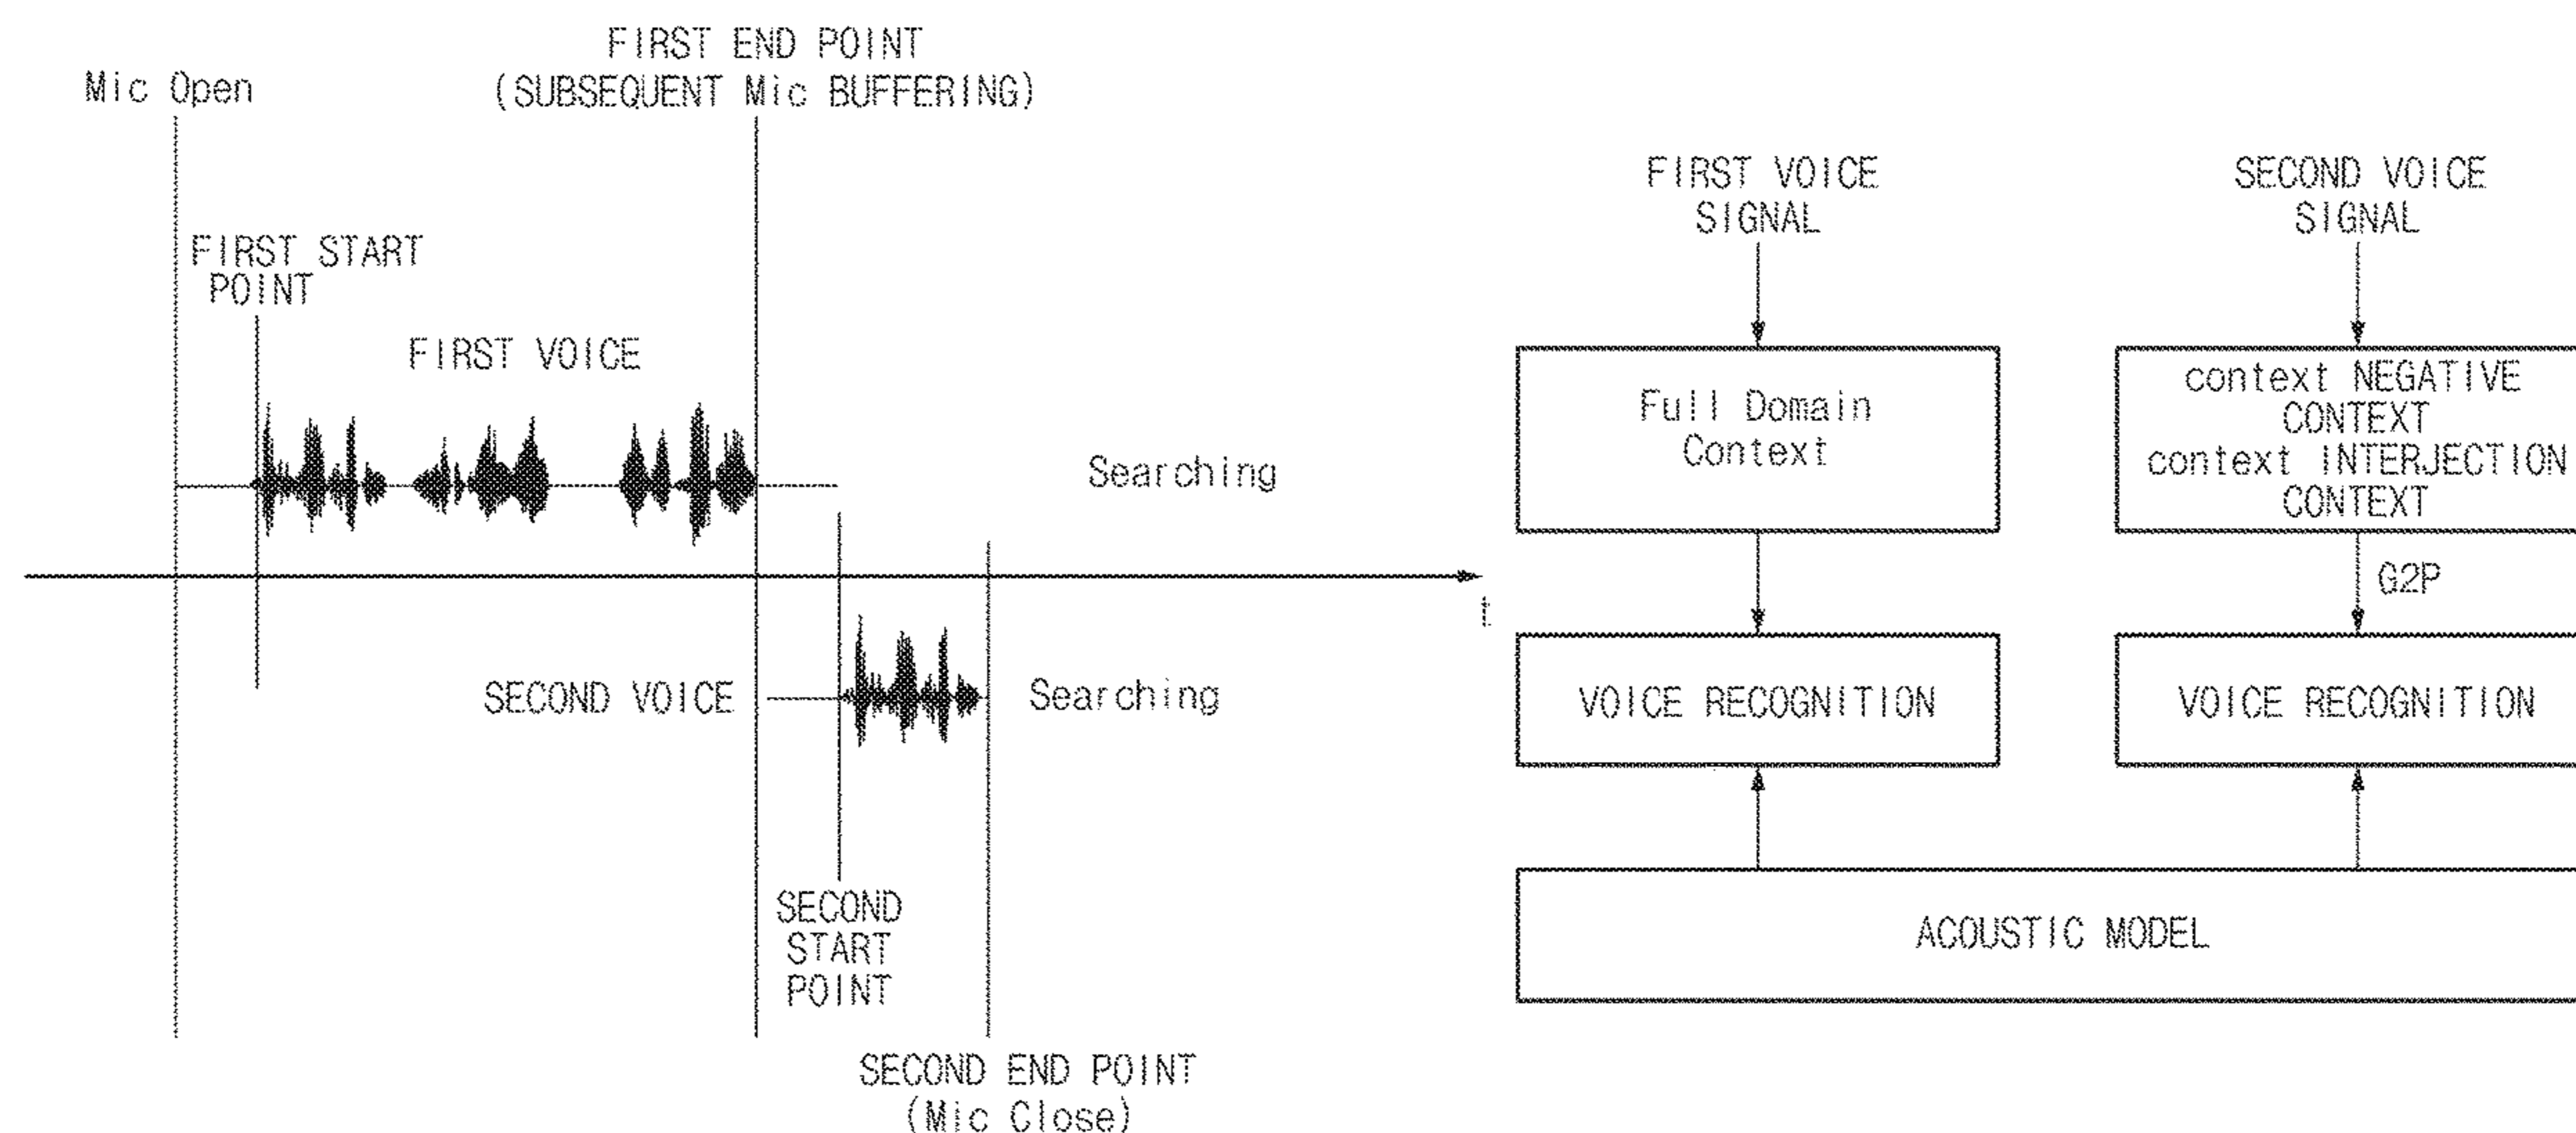 Mic Open
FIRST END POINT
(SUBSEQUENT Mic BUFFERING)
FIRST START
POINT
FIRST VOICE
Searching
t
SECOND VOICE
Searching
SECOND
START
POINT
SECOND END POINT
(Mic Close)
FIRST VOICE
SIGNAL
SECOND VOICE
SIGNAL
Full Domain
Context
context NEGATIVE
CONTEXT
context INTERJECTION
CONTEXT
G2P
VOICE RECOGNITION
VOICE RECOGNITION
ACOUSTIC MODEL